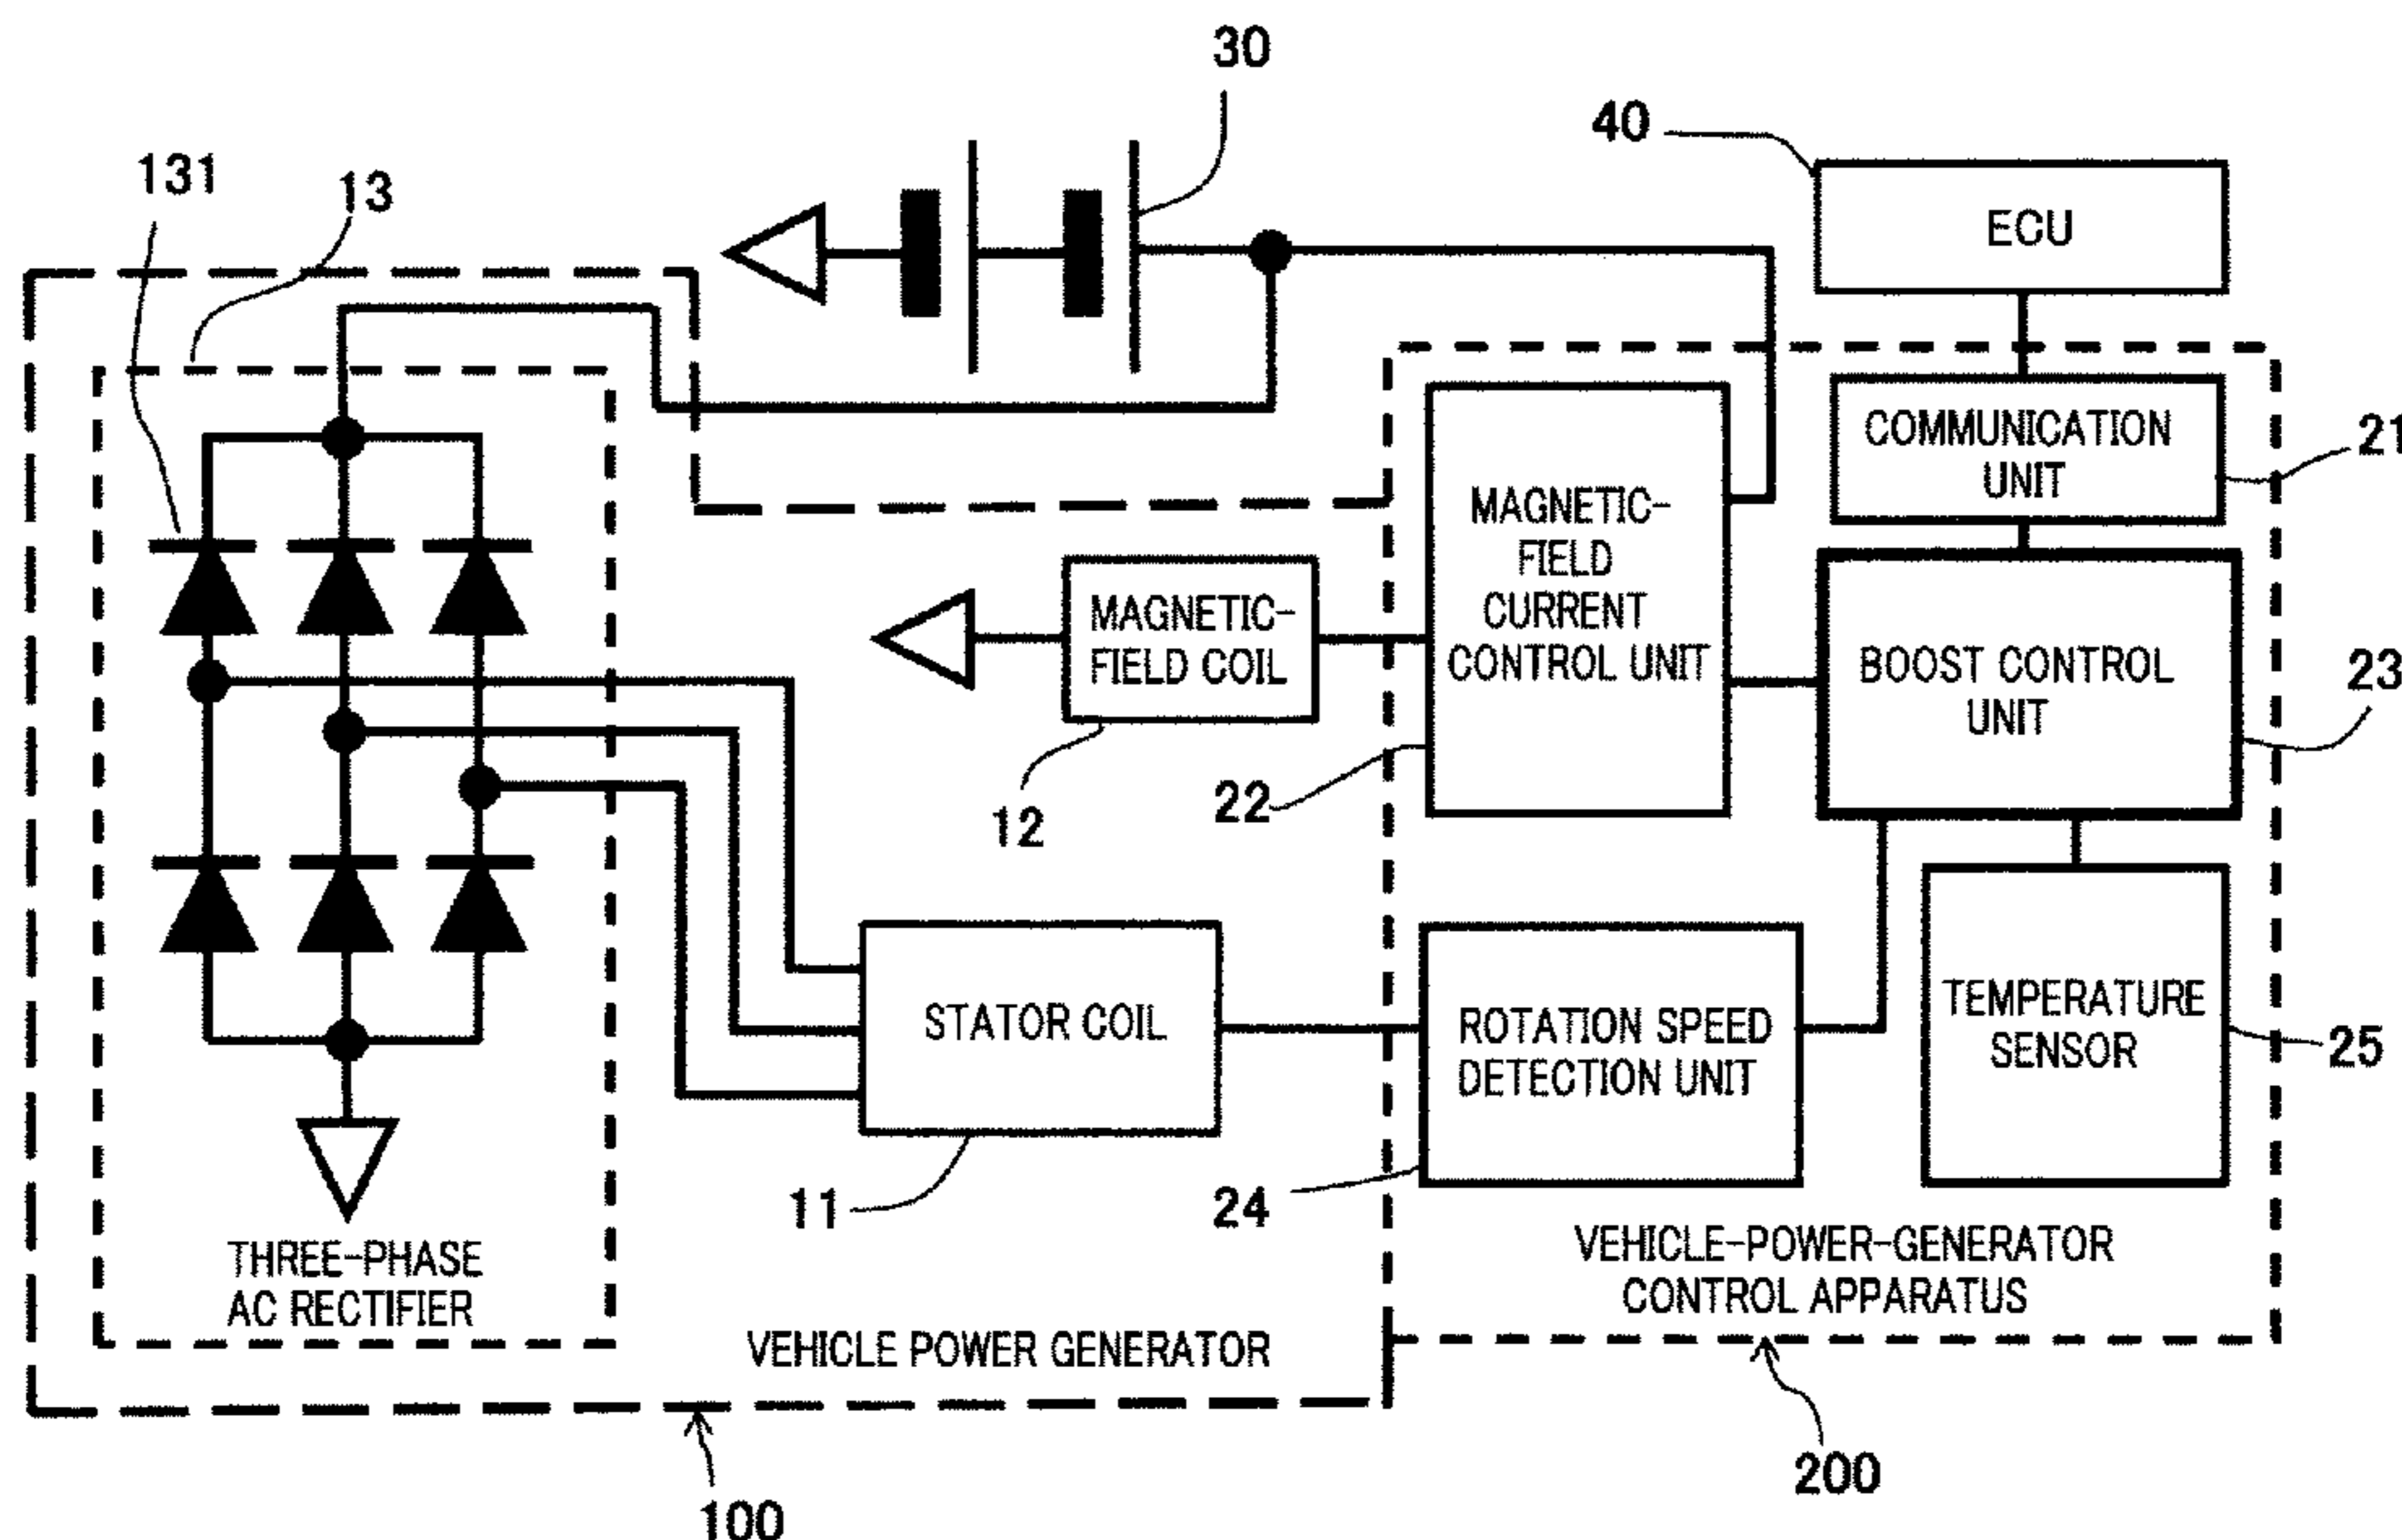 30
40
ECU
131
13
COMMUNICATION
UNIT
21
MAGNETIC-
FIELD
CURRENT
CONTROL UNIT
MAGNETIC-
FIELD COIL
BOOST CONTROL
UNIT
23
12
22
STATOR COIL
ROTATION SPEED
DETECTION UNIT
TEMPERATURE
SENSOR
25
11
24
THREE-PHASE
AC RECTIFIER
VEHICLE-POWER-GENERATOR
CONTROL APPARATUS
VEHICLE POWER GENERATOR
200
100